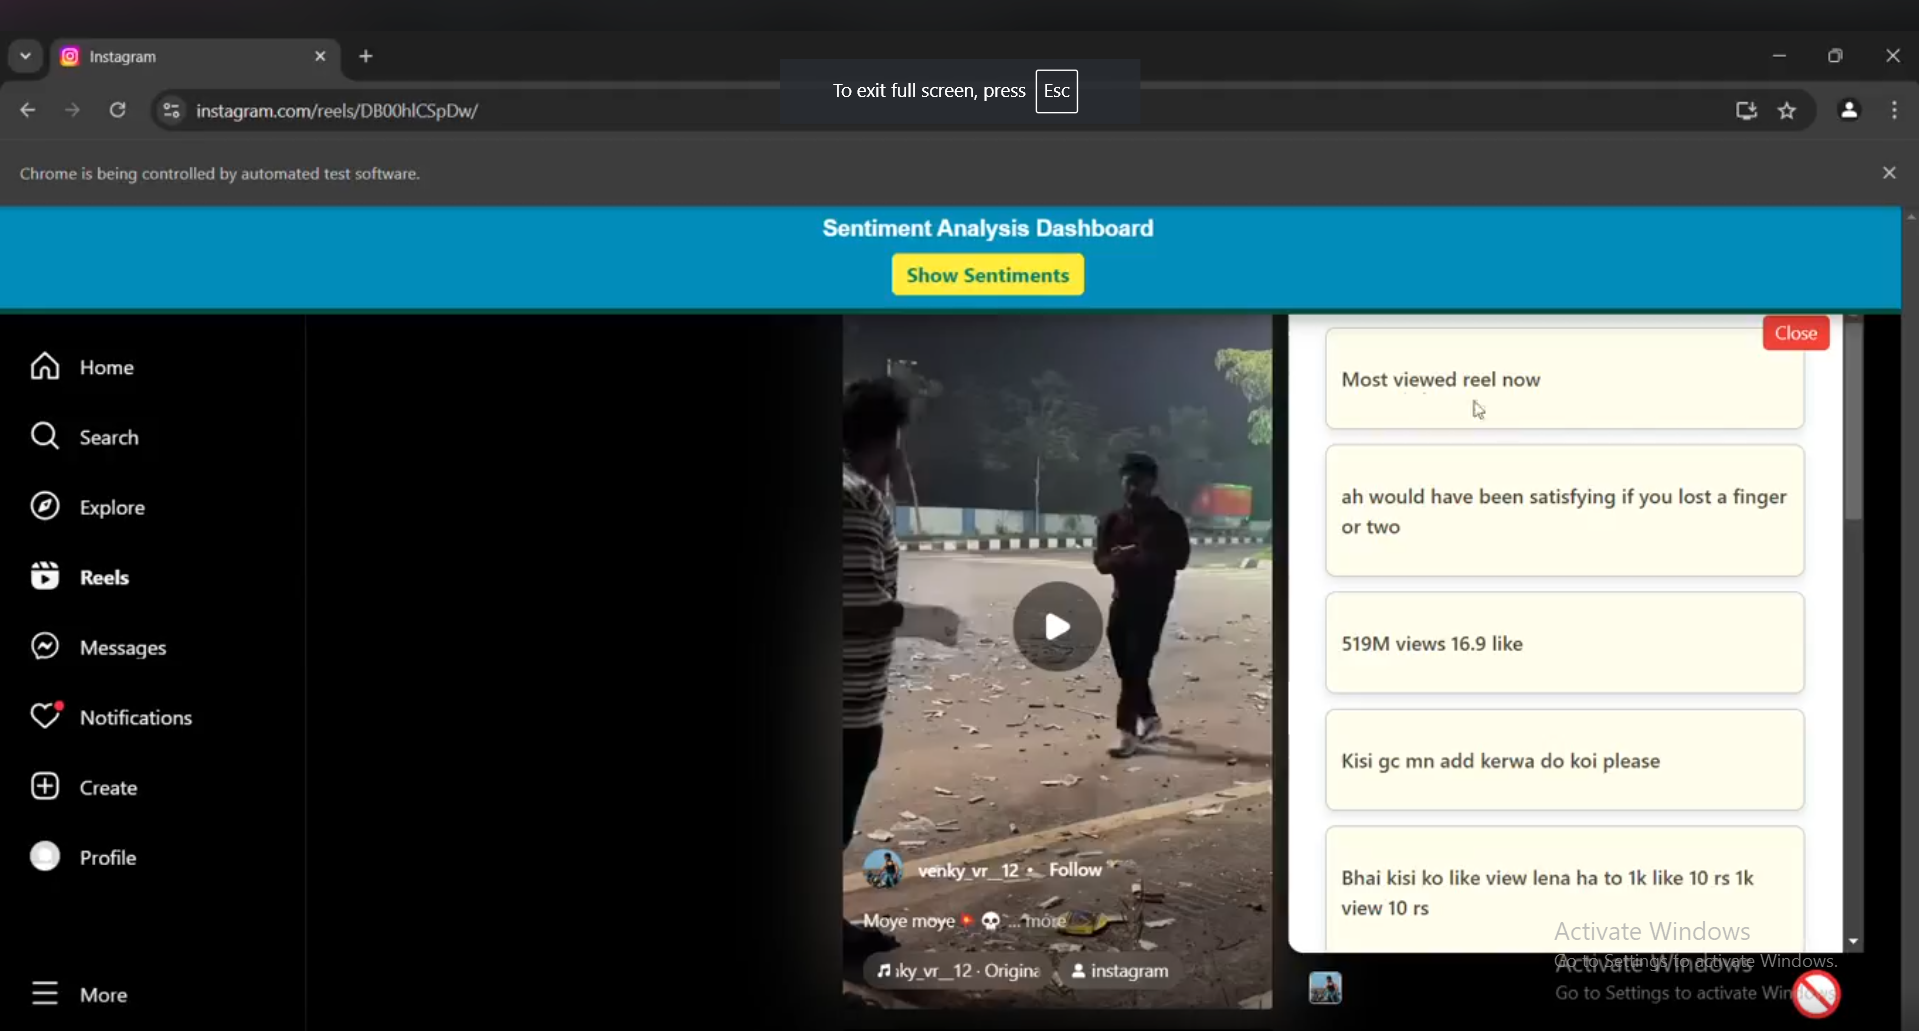 Instagram
To exit full screen, press Esc
instagram.com/reels/DB00hlCSpDw/
Chrome is being controlled by automated test software.
Sentiment Analysis Dashboard
Show Sentiments
Home
Search
Explore
Reels
Messages
Notifications
Create
Profile
More
venky_vr_12 • Follow
Moye moye ... more
ıky_vr_12 · Origina
instagram
Close
Most viewed reel now
ah would have been satisfying if you lost a finger
or two
519M views 16.9 like
Kisi gc mn add kerwa do koi please
Bhai kisi ko like view lena ha to 1k like 10 rs 1k
view 10 rs
Activate Windows
Go to Settings to activate Windows.
Activate Windows
Go to Settings to activate Windows.